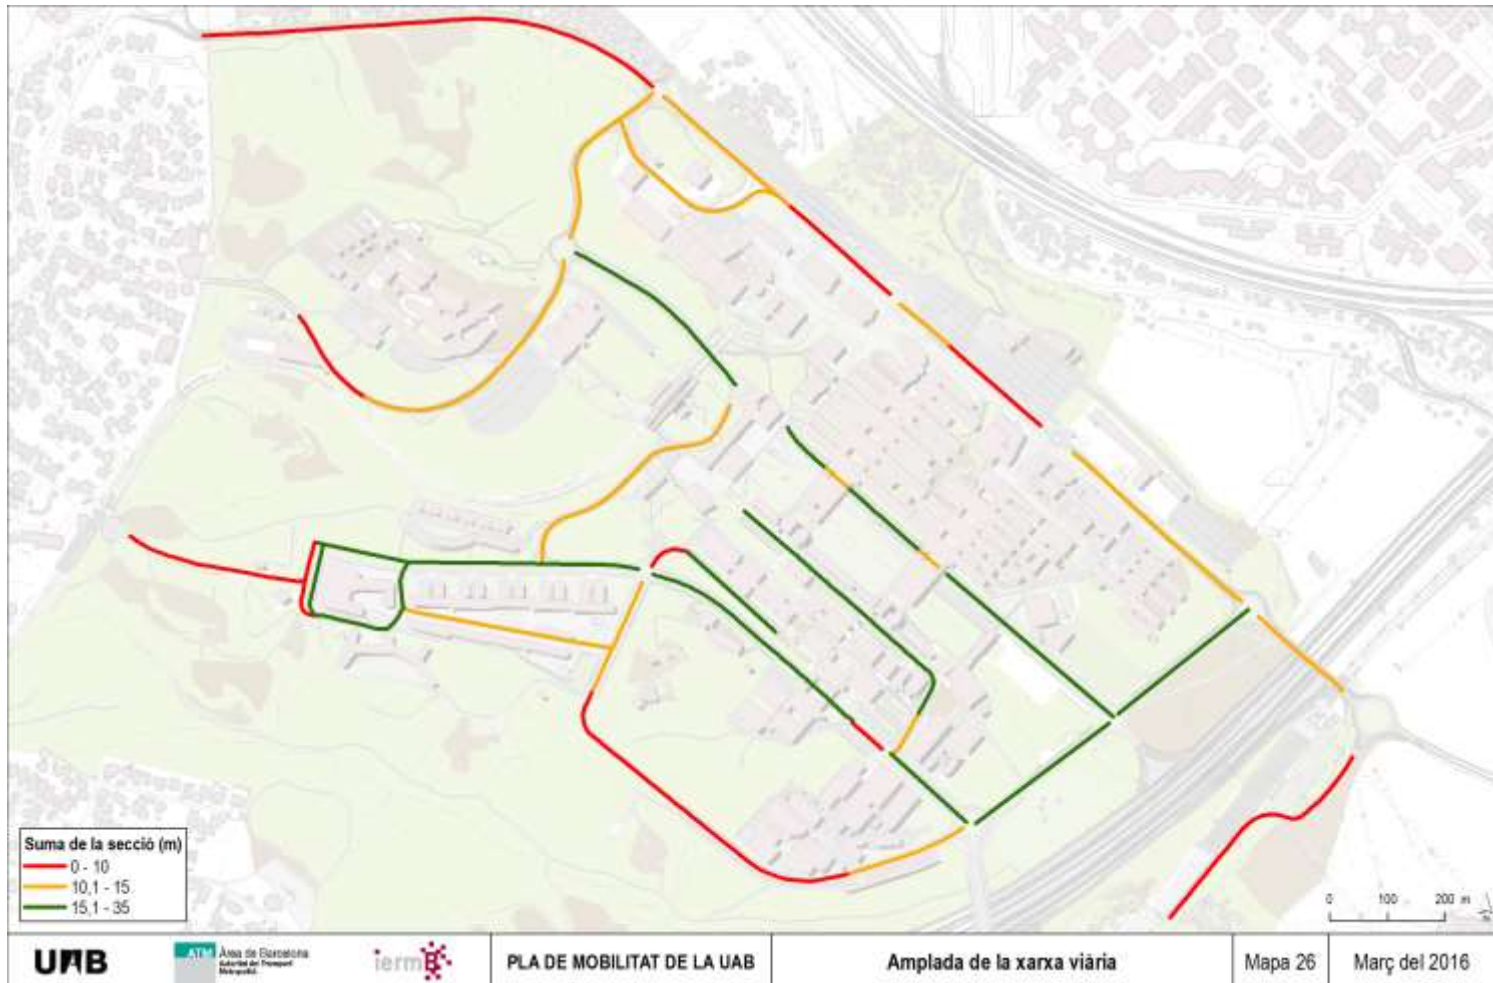 Suma de la secció (m)
0 - 10
10,1 - 15
15,1 - 35
0 100 200 m
UAB
ATM Àrea de Barcelona
Autoritat del Transport
Metropolità
ierm
PLA DE MOBILITAT DE LA UAB
Amplada de la xarxa viària
Mapa 26
Març del 2016